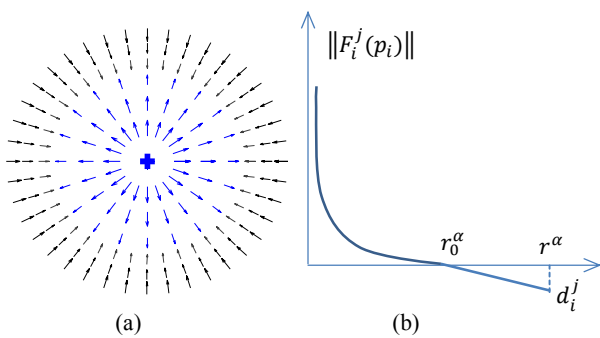 ‖F_i^j(p_i)‖
r_0^α
r^α
d_i^j
(a)
(b)